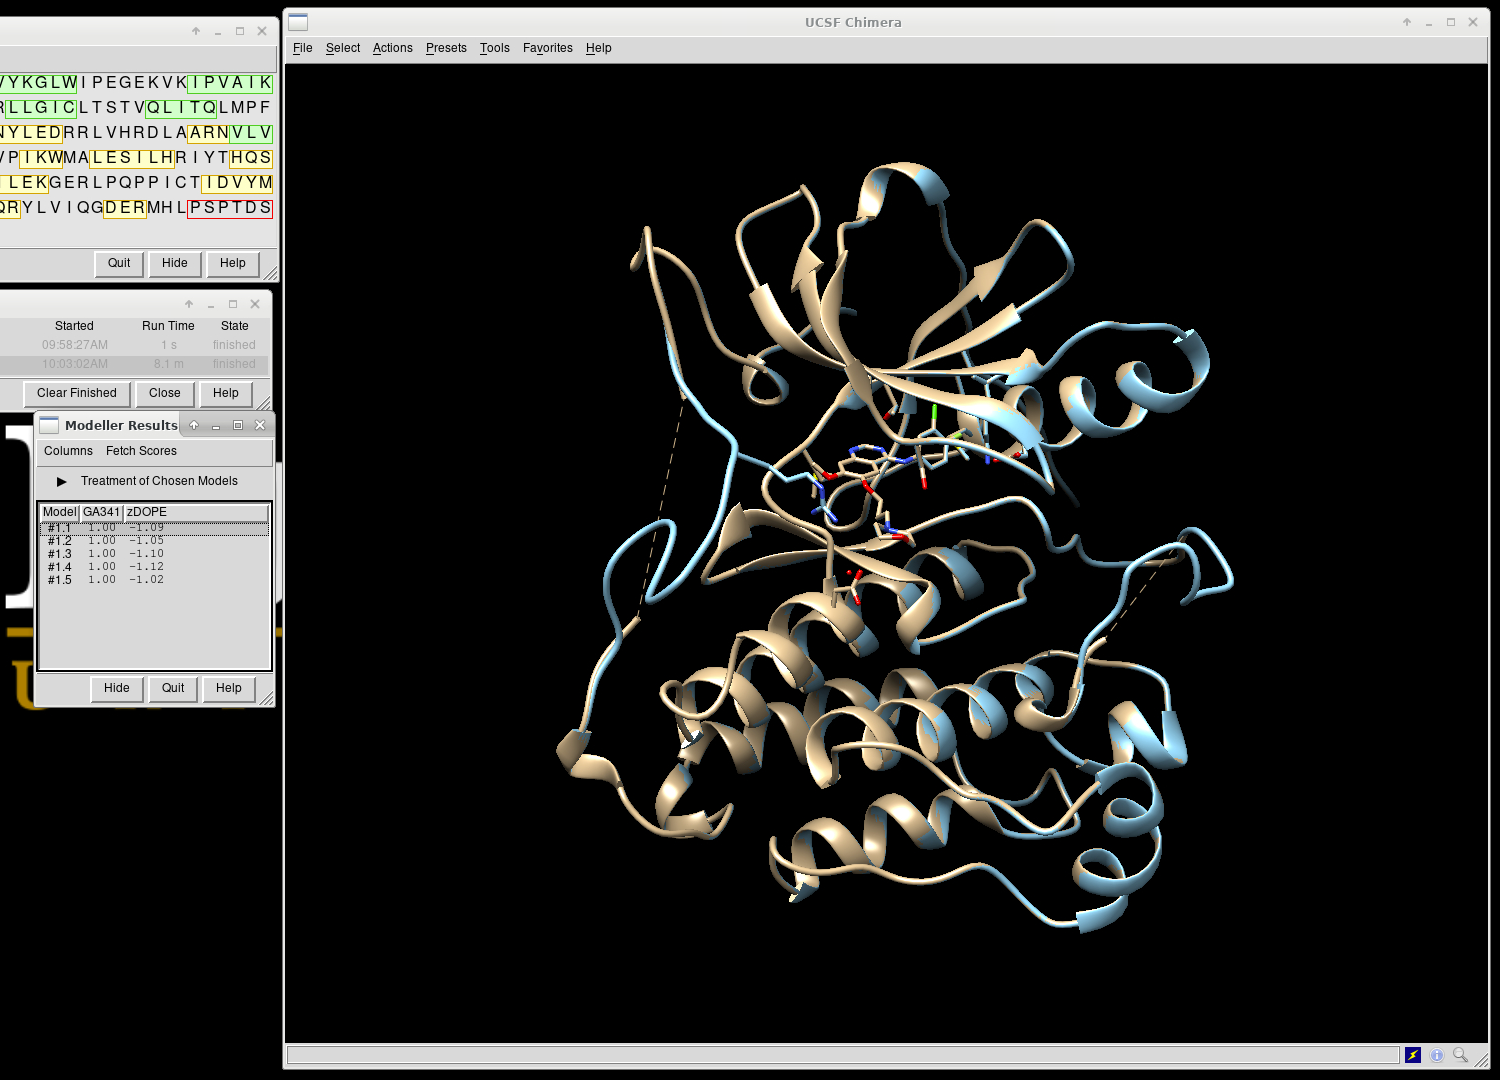 UCSF Chimera
File Select Actions Presets Tools Favorites Help
VYKGLWIPEGEKVKIPVAIK
RLLGICLTSTVQLITQLMPF
NYLEDRRLVHRDLAARNVLV
VPIKWMALESILHRIYTHQS
ILEKGERLPQPPICTIDVYM
QRYLVIQGDERMHLPSPTDS
Quit Hide Help
Started Run Time State
09:58:27AM 1 s finished
10:03:02AM 8.1 m finished
Clear Finished Close Help
Modeller Results
Columns Fetch Scores
Treatment of Chosen Models
Model GA341 zDOPE
#1.1 1.00 -1.09
#1.2 1.00 -1.05
#1.3 1.00 -1.10
#1.4 1.00 -1.12
#1.5 1.00 -1.02
Hide Quit Help